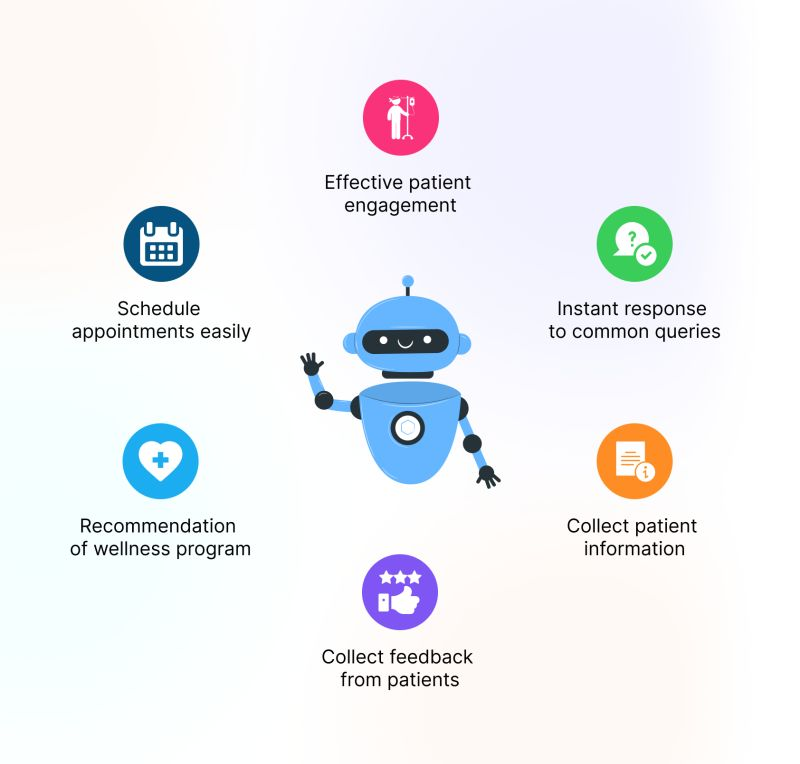 Effective patient
engagement
Schedule
appointments easily
Instant response
to common queries
Recommendation
of wellness program
Collect patient
information
Collect feedback
from patients